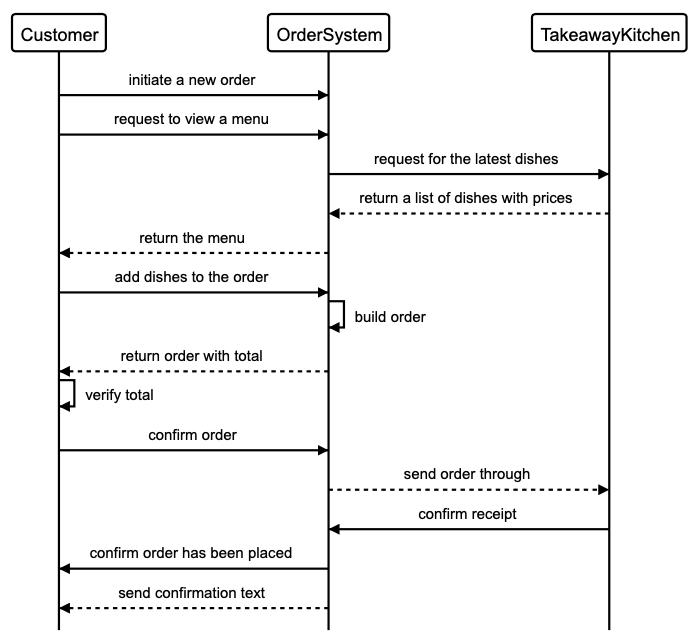 Customer
OrderSystem
TakeawayKitchen
initiate a new order
request to view a menu
request for the latest dishes
return a list of dishes with prices
return the menu
add dishes to the order
build order
return order with total
verify total
confirm order
send order through
confirm receipt
confirm order has been placed
send confirmation text